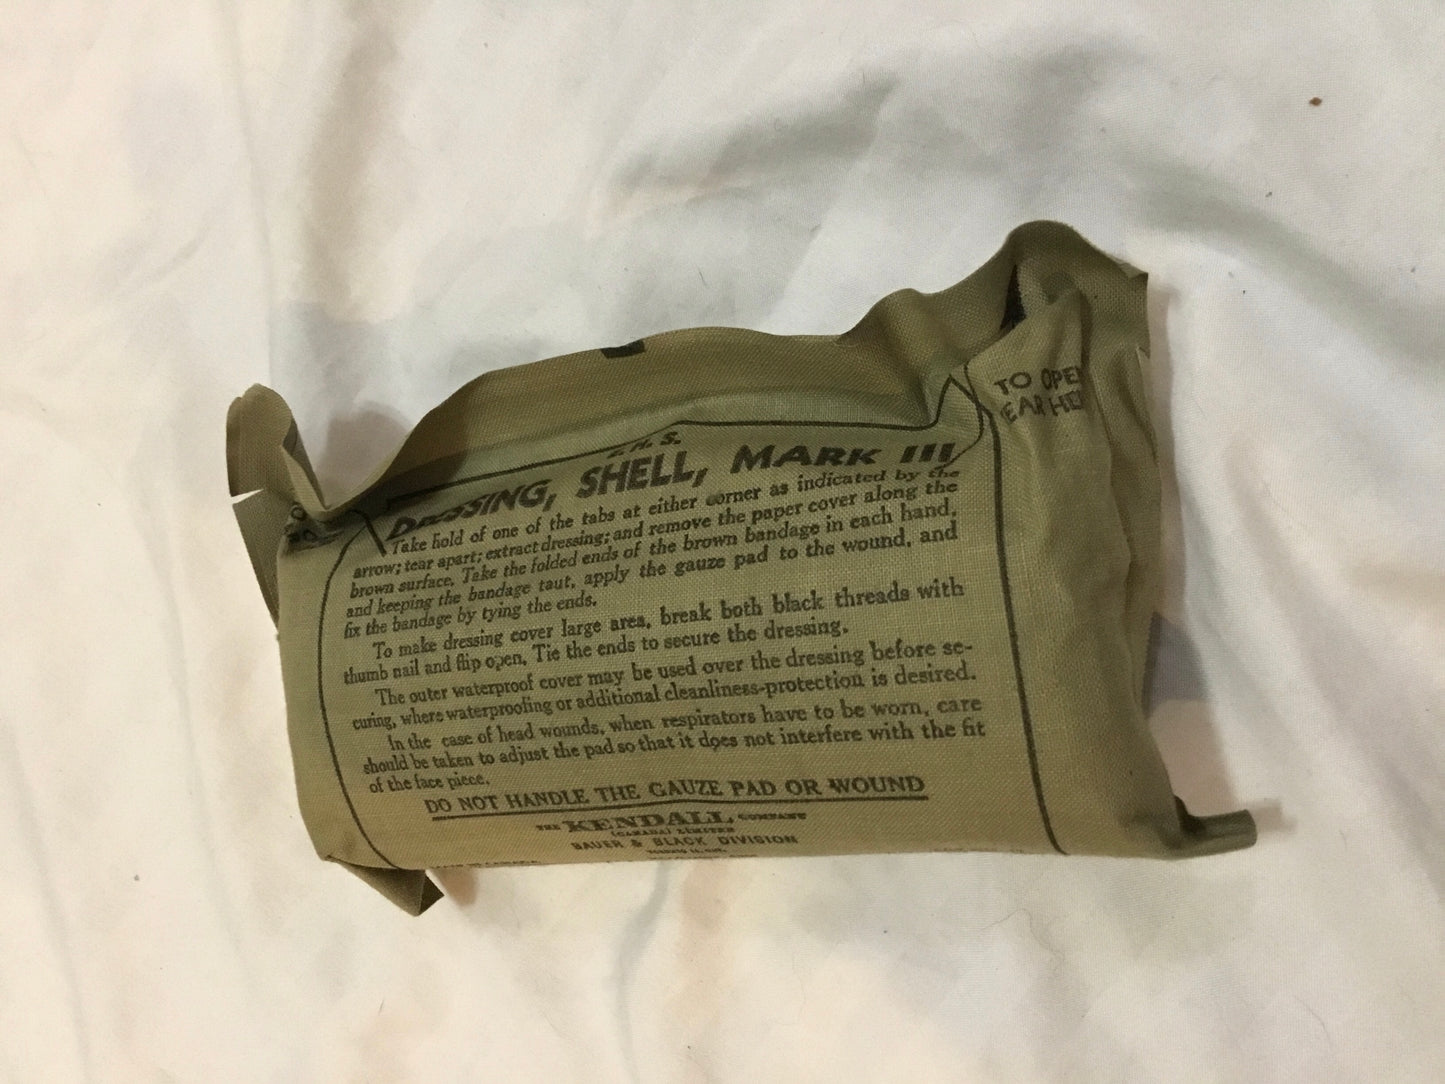 DRESSING, SHELL, MARK III
Take hold of one of the tabs at either corner as indicated by the
arrow; tear apart; extract dressing; and remove the paper cover along the
brown surface. Take the folded ends of the brown bandage in each hand,
and keeping the bandage taut, apply the gauze pad to the wound, and
fix the bandage by tying the ends.
To make dressing cover large area, break both black threads with
thumb nail and flip open. Tie the ends to secure the dressing.
The outer waterproof cover may be used over the dressing before se-
curing, where waterproofing or additional cleanliness-protection is desired.
In the case of head wounds, when respirators have to be worn, care
should be taken to adjust the pad so that it does not interfere with the fit
of the face piece.
DO NOT HANDLE THE GAUZE PAD OR WOUND
THE KENDALL COMPANY
(CANADA) LIMITED
BAUER & BLACK DIVISION
TO OPEN
TEAR HERE